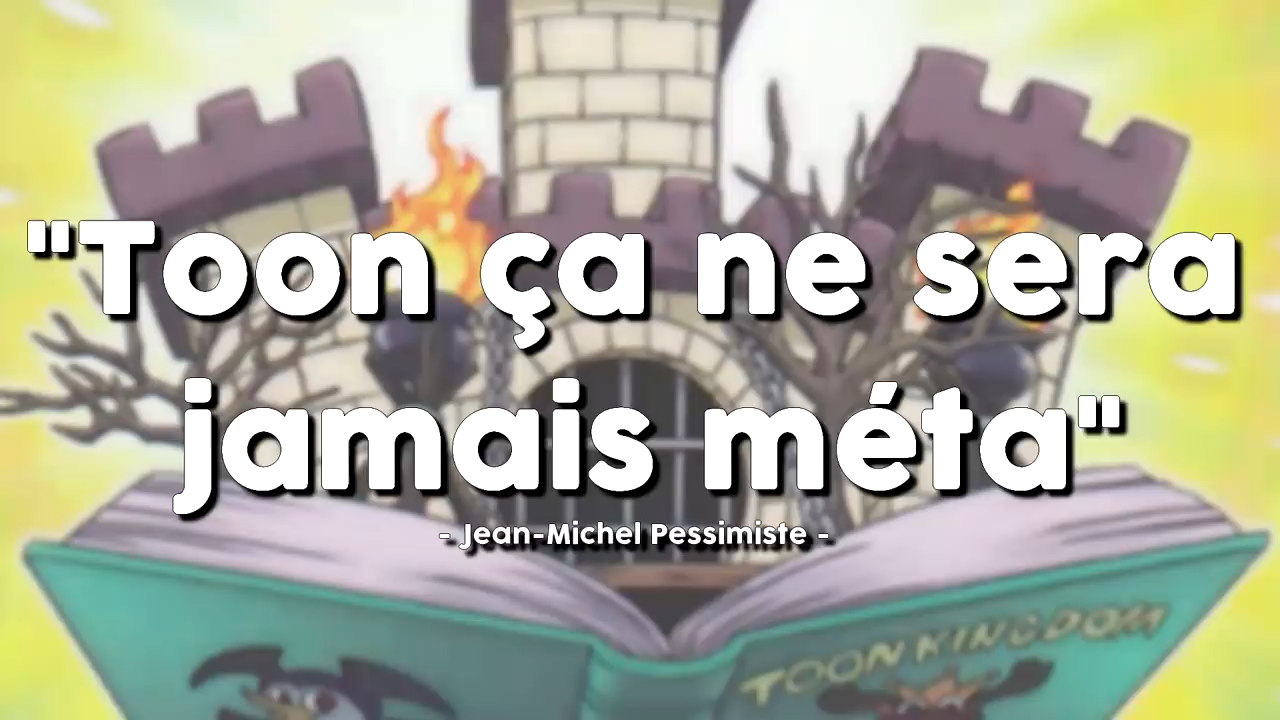 "Toon ça ne sera
jamais méta"
- Jean-Michel Pessimiste -
TOON KINGDOM